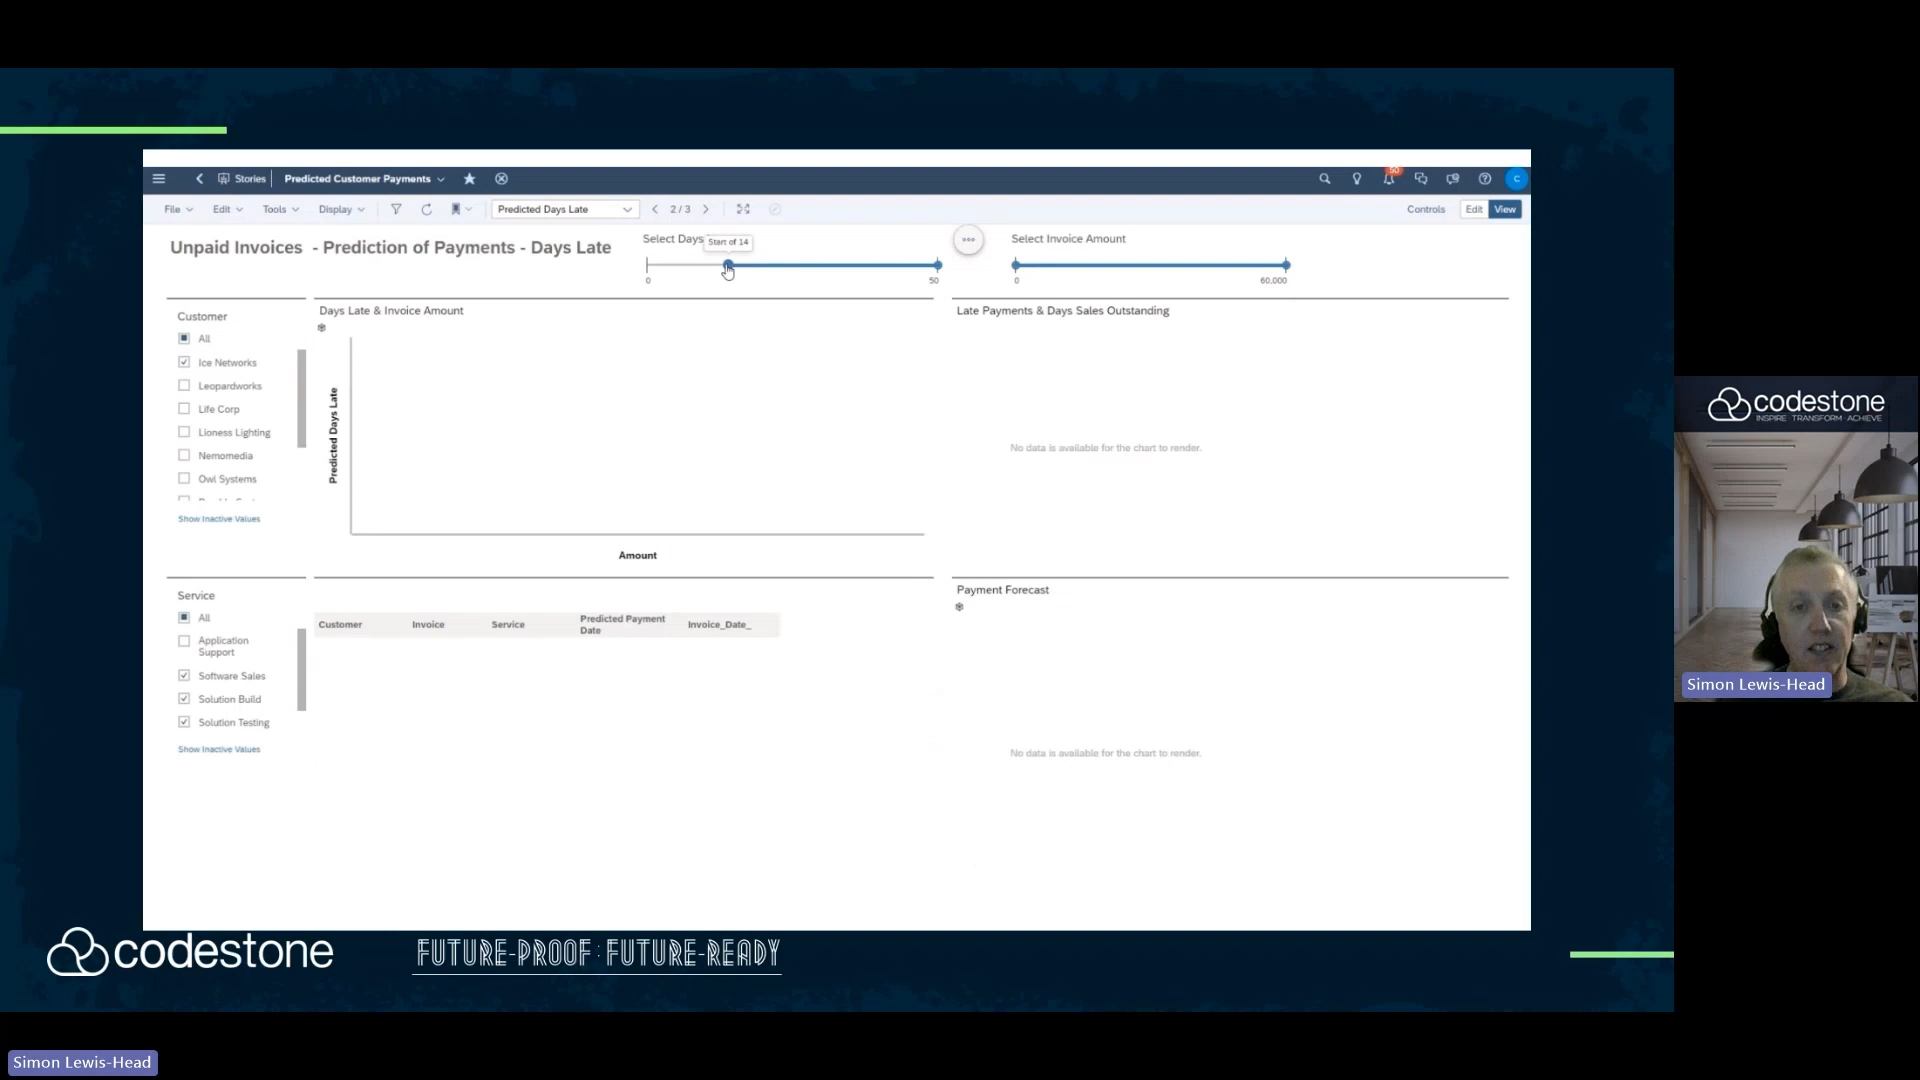 Stories
Predicted Customer Payments
50
C
File
Edit
Tools
Display
Predicted Days Late
2 / 3
Controls
Edit
View
Unpaid Invoices - Prediction of Payments - Days Late
Select Days
Start of 14
0
50
Select Invoice Amount
0
60,000
Customer
All
Ice Networks
Leopardworks
Life Corp
Lioness Lighting
Nemomedia
Owl Systems
Show Inactive Values
Days Late & Invoice Amount
Predicted Days Late
Amount
Late Payments & Days Sales Outstanding
No data is available for the chart to render.
Service
All
Application
Support
Software Sales
Solution Build
Solution Testing
Show Inactive Values
Customer
Invoice
Service
Predicted Payment
Date
Invoice_Date_
Payment Forecast
No data is available for the chart to render.
codestone
INSPIRE TRANSFORM ACHIEVE
Simon Lewis-Head
codestone
FUTURE-PROOF : FUTURE-READY
Simon Lewis-Head